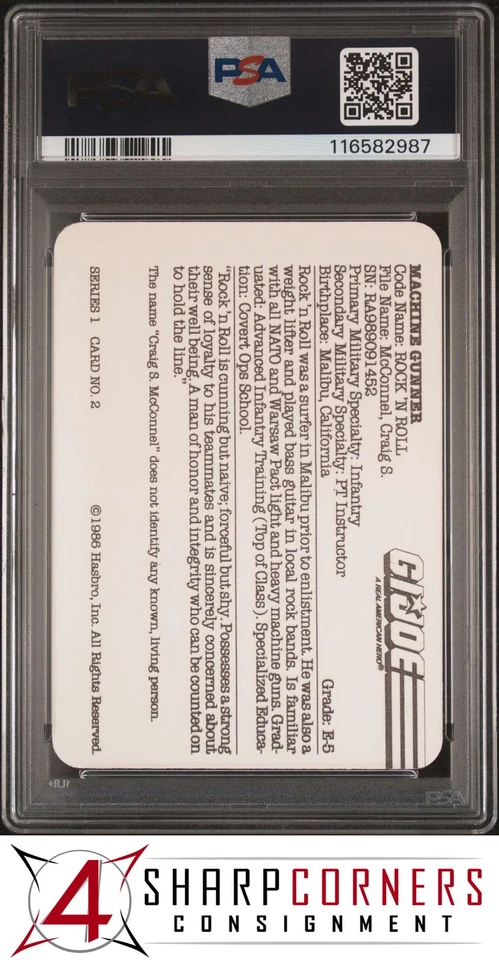 PSA
116582987
MACHINE GUNNER
Code Name: ROCK 'N ROLL
File Name: McConnel, Craig S.
SN: RA989091452
Primary Military Specialty: Infantry
Secondary Military Specialty: PT Instructor
Birthplace: Malibu, California
Grade: E-5
G.I. JOE
A REAL AMERICAN HERO®
Rock 'n Roll was a surfer in Malibu prior to enlistment. He was also a
weight lifter and played bass guitar in local rock bands. Is familiar
with all NATO and Warsaw Pact light and heavy machine guns. Grad-
uated: Advanced Infantry Training (Top of Class). Specialized Educa-
tion: Covert Ops School.
"Rock 'n Roll is cunning but naive; forceful but shy. Possesses a strong
sense of loyalty to his teammates and is sincerely concerned about
their well being. A man of honor and integrity who can be counted on
to hold the line."
The name "Craig S. McConnel" does not identify any known, living person.
SERIES 1 CARD NO. 2
©1986 Hasbro, Inc. All Rights Reserved.
PSA
4
SHARPCORNERS
CONSIGNMENT